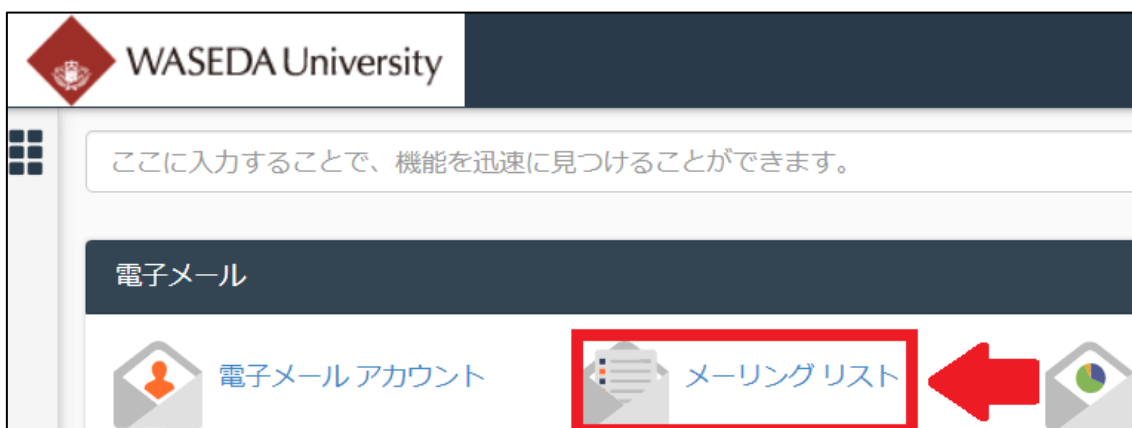 WASEDA University
ここに入力することで、機能を迅速に見つけることができます。
電子メール
電子メール アカウント
メーリング リスト